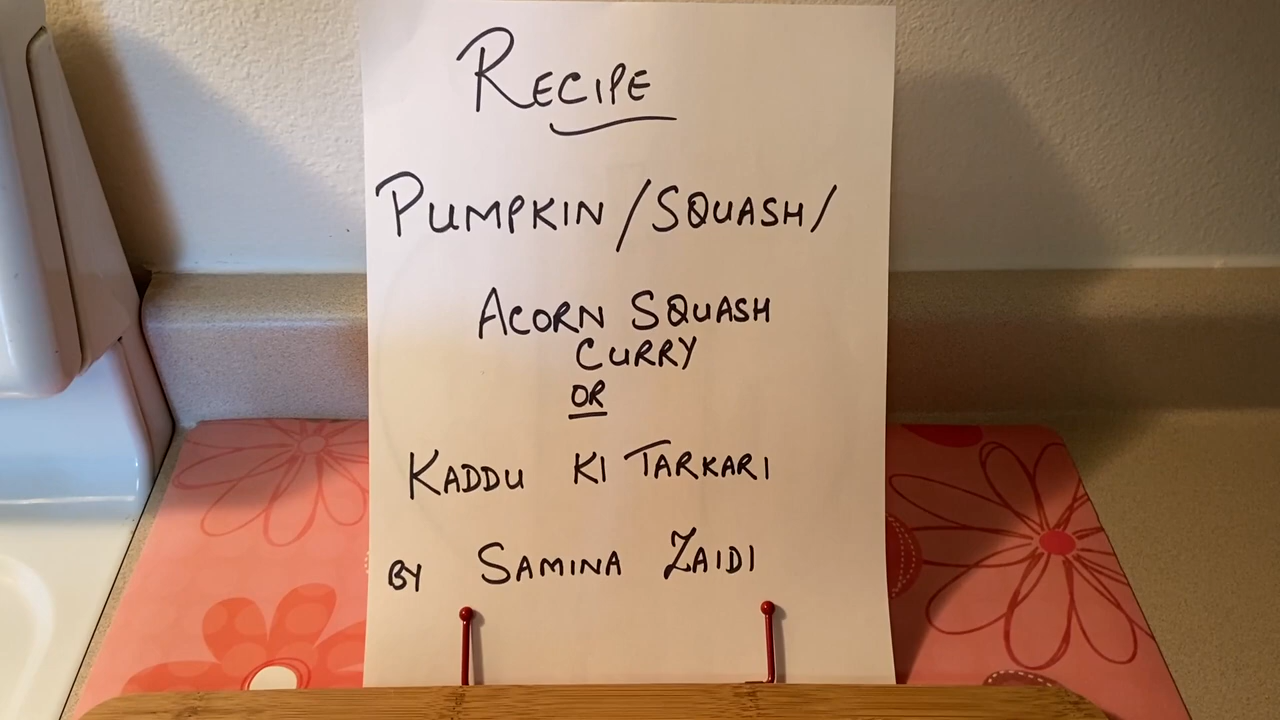 RECIPE
PUMPKIN/SQUASH/
ACORN SQUASH
CURRY
OR
KADDU KI TARKARI
BY SAMINA ZAIDI